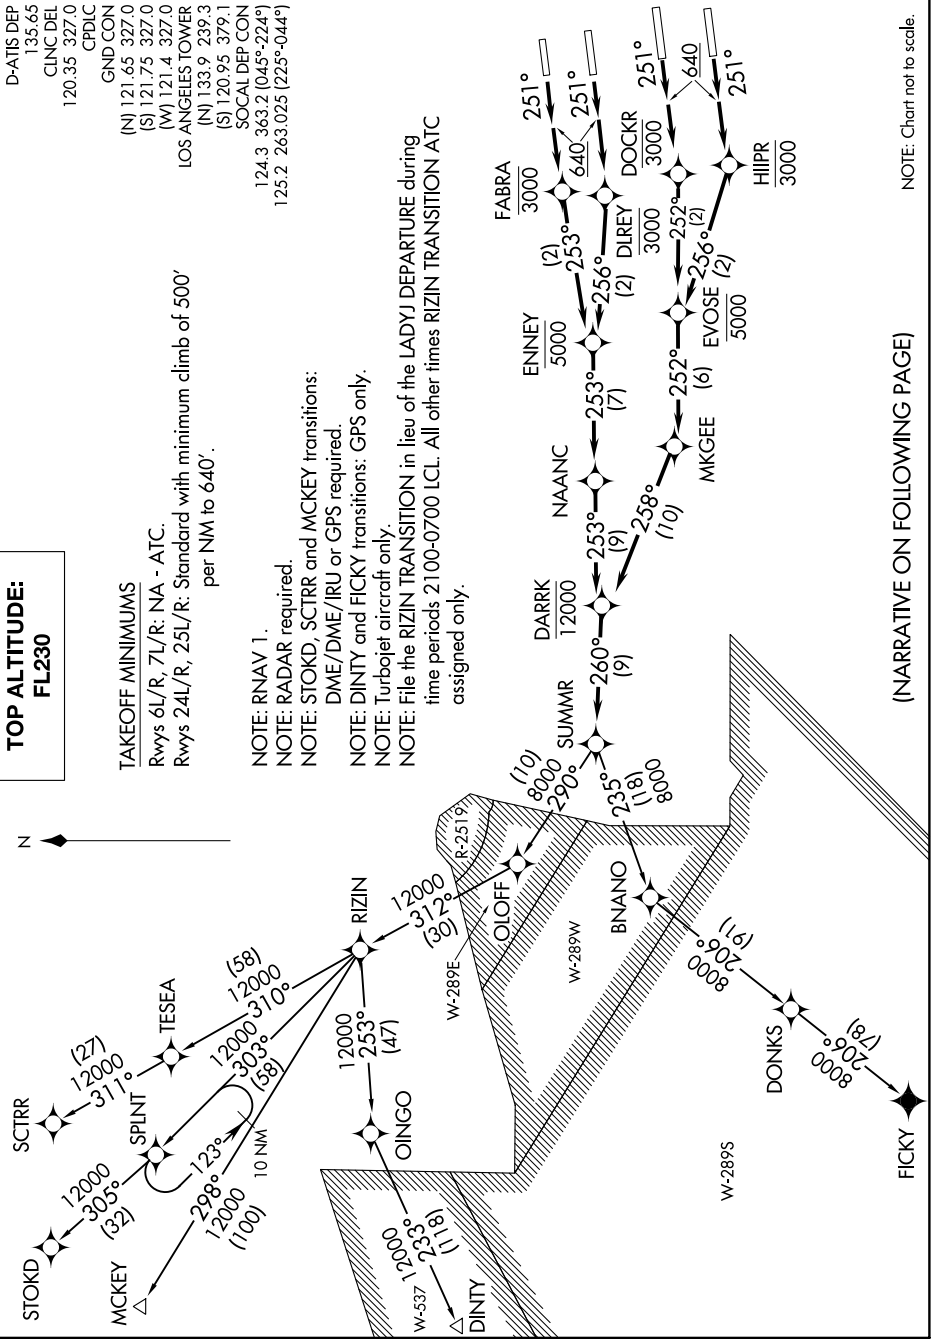 TOP ALTITUDE:
FL230
D-ATIS DEP
135.65
CLNC DEL
120.35 327.0
CPDLC
GND CON
(N) 121.65 327.0
(S) 121.75 327.0
(W) 121.4 327.0
LOS ANGELES TOWER
(N) 133.9 239.3
(S) 120.95 379.1
SOCAL DEP CON
124.3 363.2 (045°-224°)
125.2 263.025 (225°-044°)
TAKEOFF MINIMUMS
Rwys 6L/R, 7L/R: NA - ATC.
Rwys 24L/R, 25L/R: Standard with minimum climb of 500'
per NM to 640'.
NOTE: RNAV 1.
NOTE: RADAR required.
NOTE: STOKD, SCTRR and MCKEY transitions:
DME/DME/IRU or GPS required.
NOTE: DINTY and FICKY transitions: GPS only.
NOTE: Turbojet aircraft only.
NOTE: File the RIZIN TRANSITION in lieu of the LADYJ DEPARTURE during
time periods 2100-0700 LCL. All other times RIZIN TRANSITION ATC
assigned only.
N
STOKD
12000
305°
(32)
SCTRR
(27)
12000
311°
TESEA
(58)
12000
310°
SPLNT
12000
303°
(58)
123°
10 NM
MCKEY
298°
12000
(100)
RIZIN
12000
312°
(30)
12000
253°
(47)
OINGO
12000
233°
(118)
W-537
DINTY
R-2519
W-289E
OLOFF
(10)
8000
290°
W-289W
SUMMR
235°
(18)
8000
BNANO
(91)
206°
8000
DONKS
(78)
206°
8000
FICKY
W-289S
260°
(9)
DARRK
12000
253°
(9)
258°
(10)
NAANC
MKGEE
253°
(7)
252°
(6)
ENNEY
5000
EVOSE
5000
(2)
253°
256°
(2)
252°
(2)
256°
(2)
FABRA
3000
DLREY
3000
DOCKR
3000
HIIPR
3000
251°
251°
640
251°
640
251°
(NARRATIVE ON FOLLOWING PAGE)
NOTE: Chart not to scale.